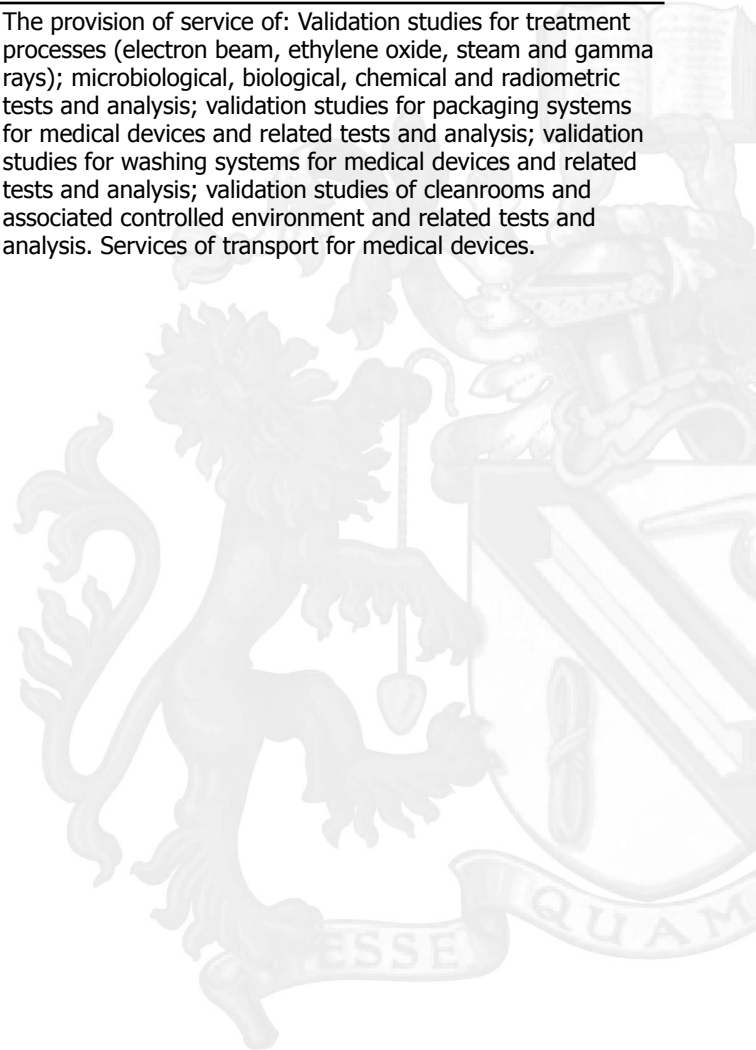 The provision of service of: Validation studies for treatment
processes (electron beam, ethylene oxide, steam and gamma
rays); microbiological, biological, chemical and radiometric
tests and analysis; validation studies for packaging systems
for medical devices and related tests and analysis; validation
studies for washing systems for medical devices and related
tests and analysis; validation studies of cleanrooms and
associated controlled environment and related tests and
analysis. Services of transport for medical devices.
ESSE QUAM